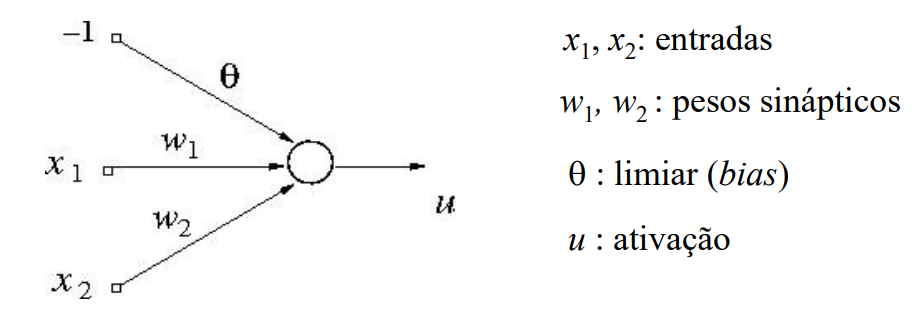 –1
θ
w1
x1
w2
u
x2
x1, x2: entradas
w1, w2 : pesos sinápticos
θ : limiar (bias)
u : ativação